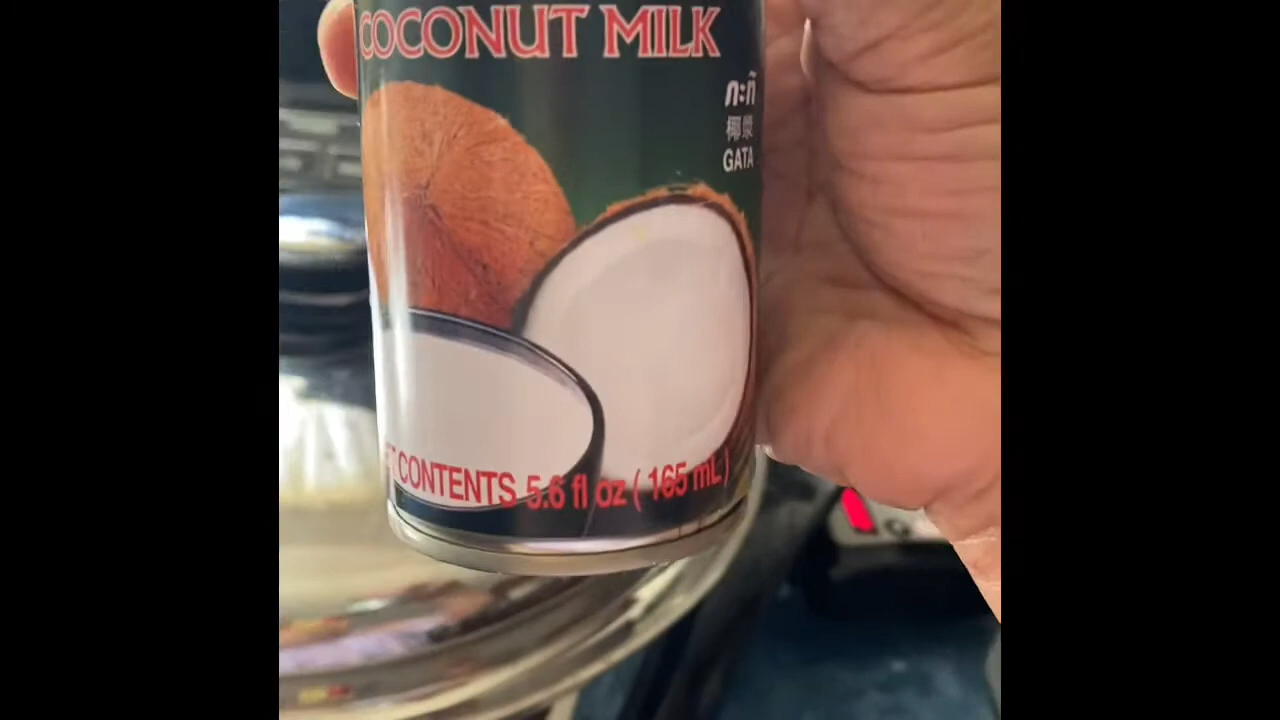 COCONUT MILK
กะทิ
椰漿
GATA
CONTENTS 5.6 fl oz ( 165 mL )